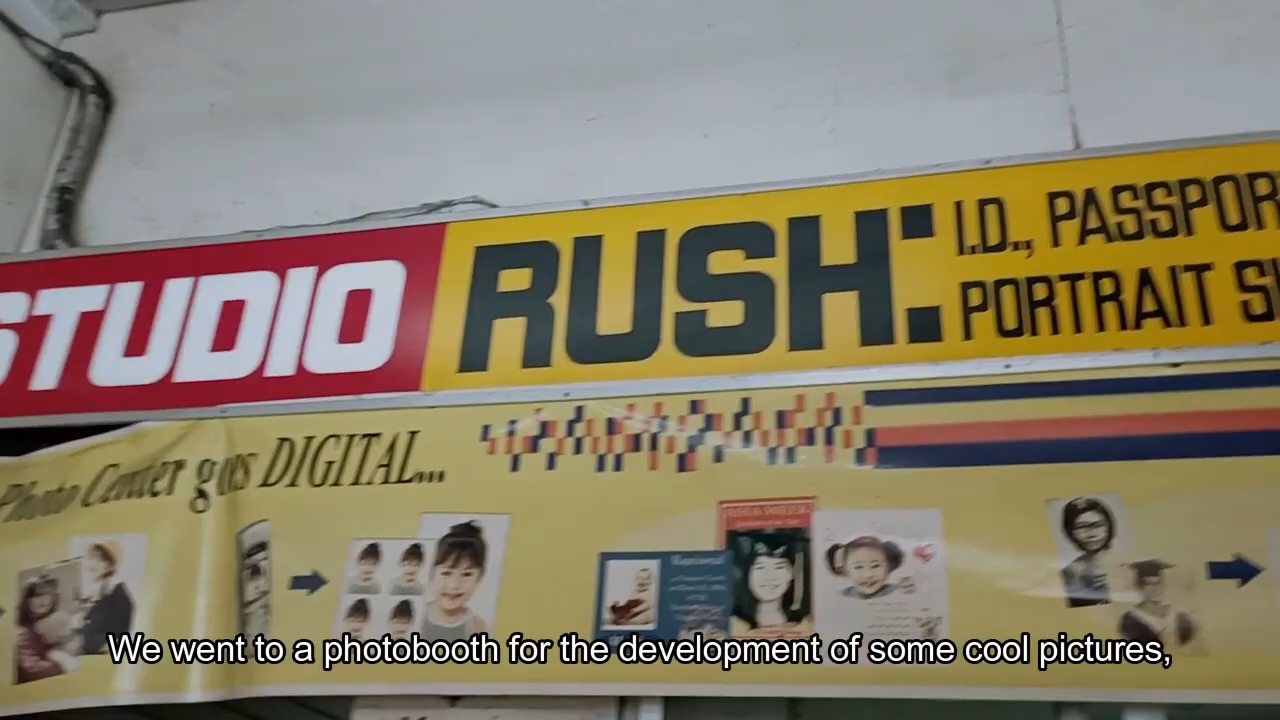 STUDIO RUSH: I.D., PASSPOR
PORTRAIT S
Photo Center goes DIGITAL...
We went to a photobooth for the development of some cool pictures,